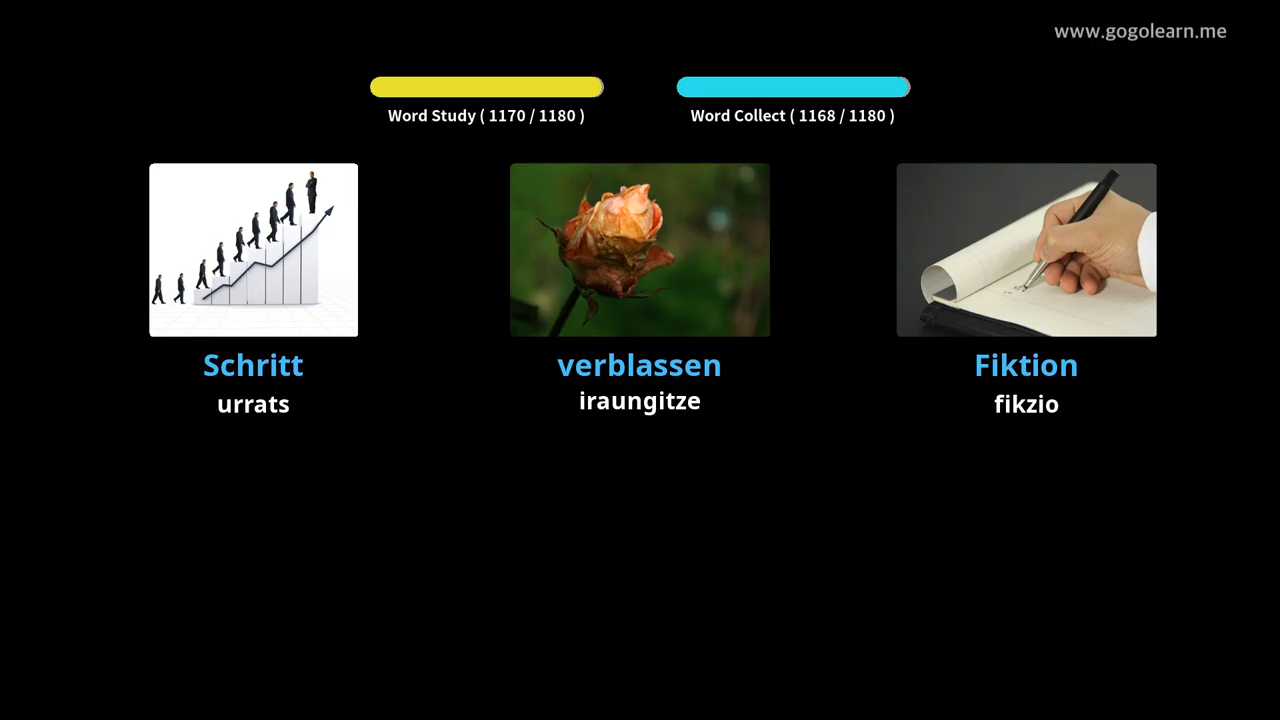 www.gogolearn.me
Word Study ( 1170 / 1180 )
Word Collect ( 1168 / 1180 )
Schritt
urrats
verblassen
iraungitze
Fiktion
fikzio